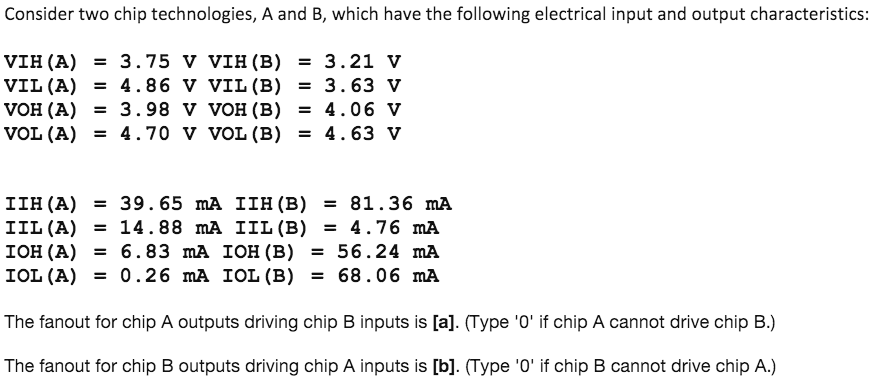 Consider two chip technologies, A and B, which have the following electrical input and output characteristics:
VIH(A) = 3.75 V VIH(B) = 3.21 V
VIL(A) = 4.86 V VIL(B) = 3.63 V
VOH(A) = 3.98 V VOH(B) = 4.06 V
VOL(A) = 4.70 V VOL(B) = 4.63 V
IIH(A) = 39.65 mA IIH(B) = 81.36 mA
IIL(A) = 14.88 mA IIL(B) = 4.76 mA
IOH(A) = 6.83 mA IOH(B) = 56.24 mA
IOL(A) = 0.26 mA IOL(B) = 68.06 mA
The fanout for chip A outputs driving chip B inputs is [a]. (Type '0' if chip A cannot drive chip B.)
The fanout for chip B outputs driving chip A inputs is [b]. (Type '0' if chip B cannot drive chip A.)